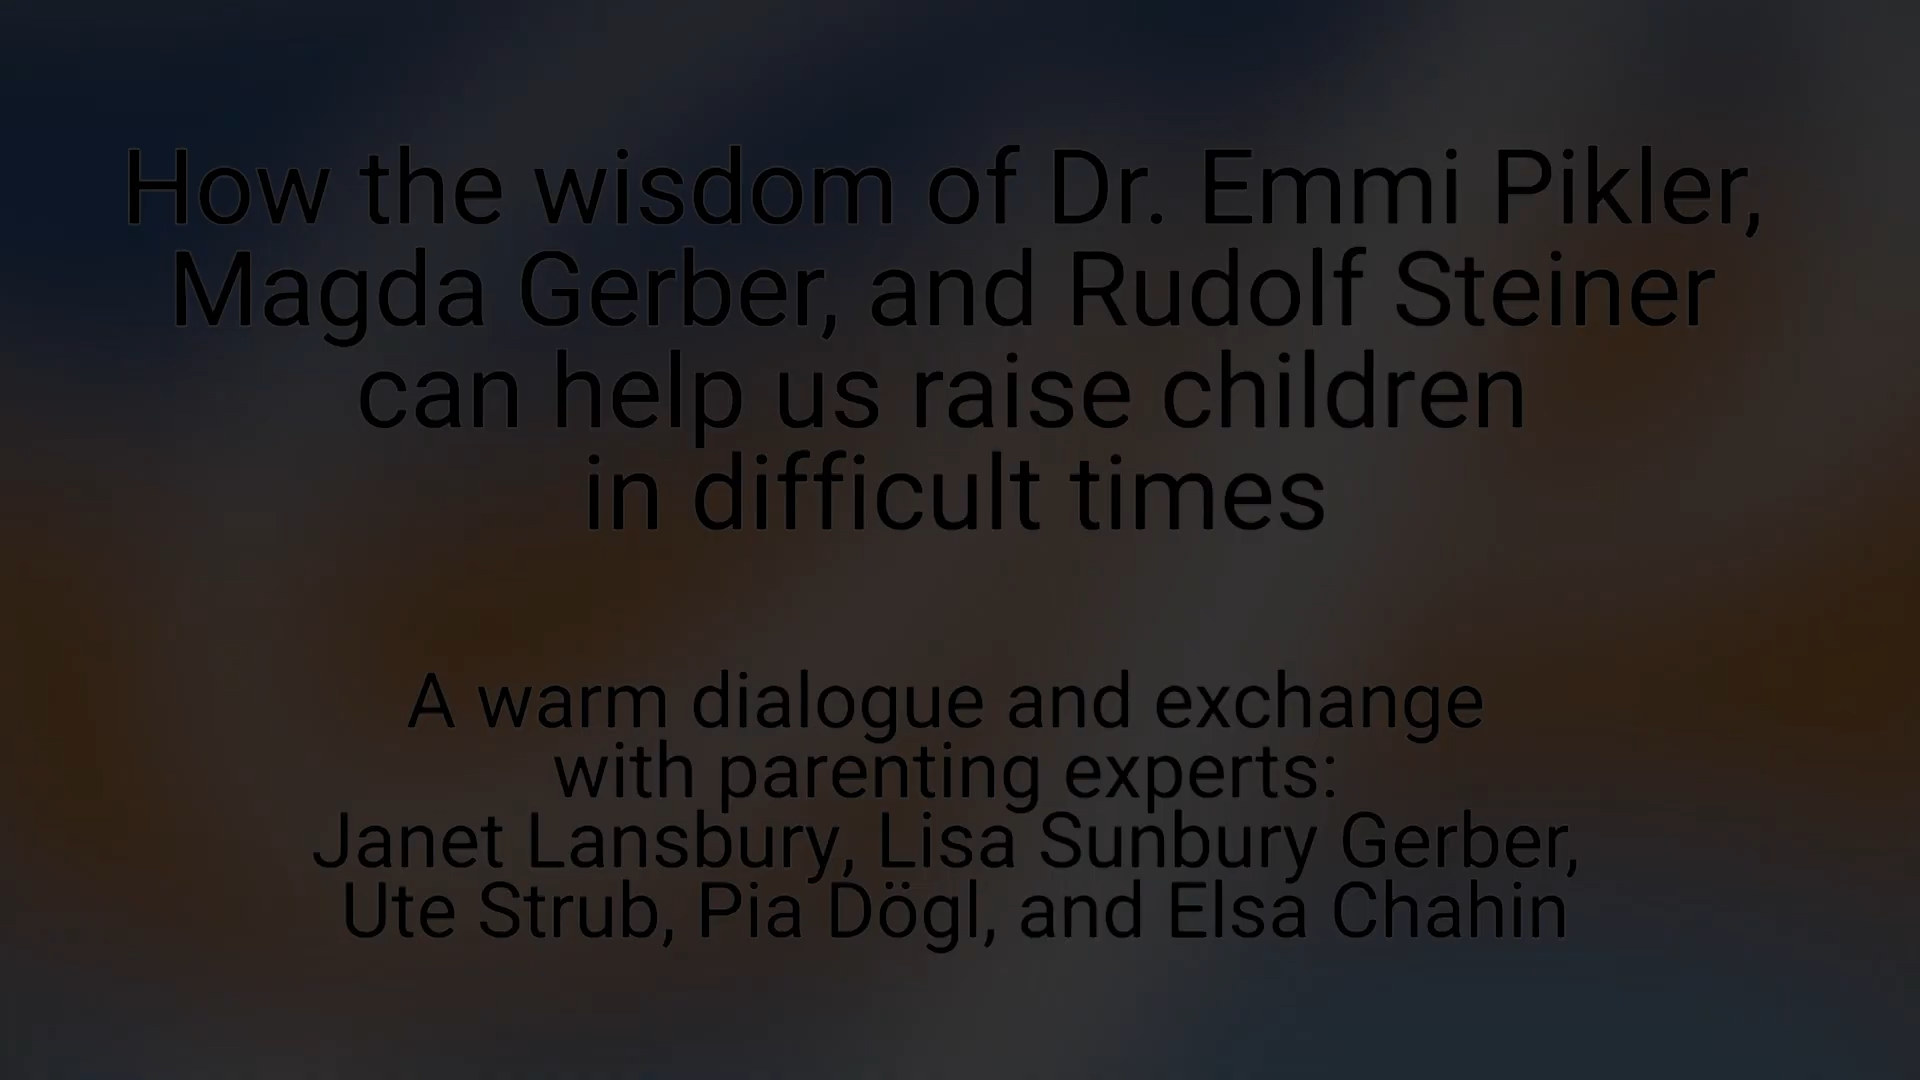 How the wisdom of Dr. Emmi Pikler,
Magda Gerber, and Rudolf Steiner
can help us raise children
in difficult times
A warm dialogue and exchange
with parenting experts:
Janet Lansbury, Lisa Sunbury Gerber,
Ute Strub, Pia Dögl, and Elsa Chahin